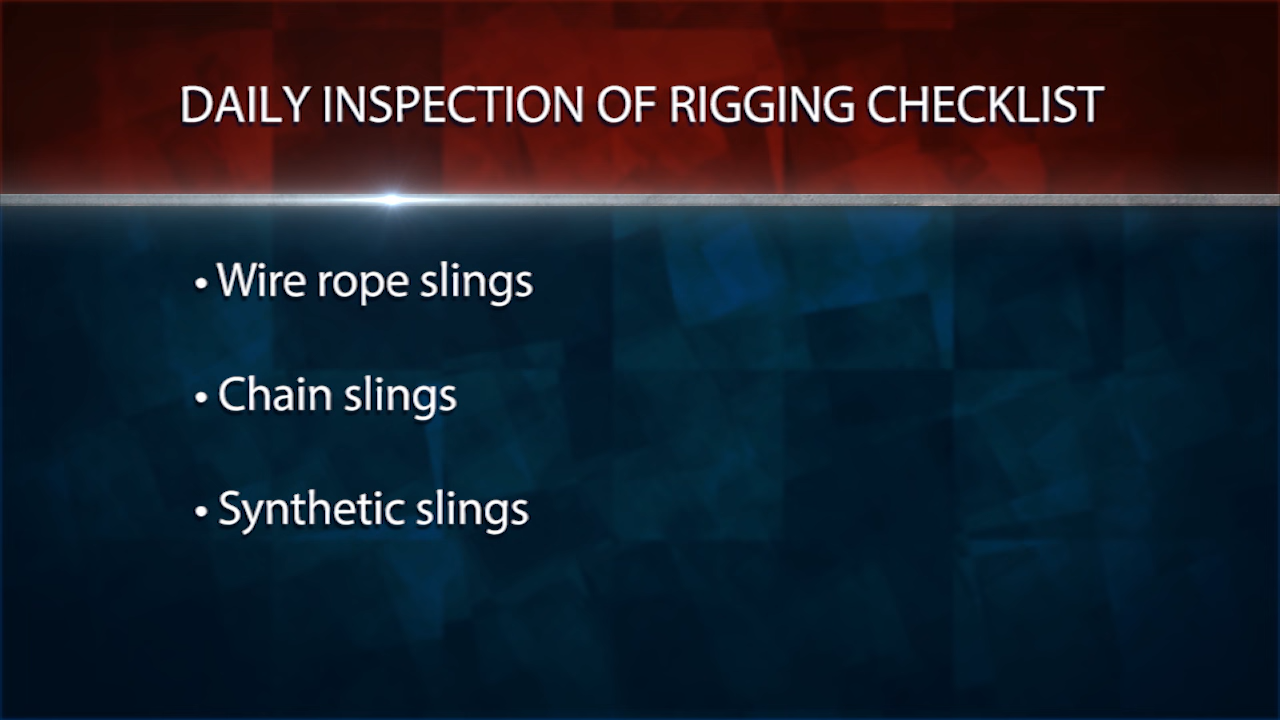 DAILY INSPECTION OF RIGGING CHECKLIST
• Wire rope slings
• Chain slings
• Synthetic slings